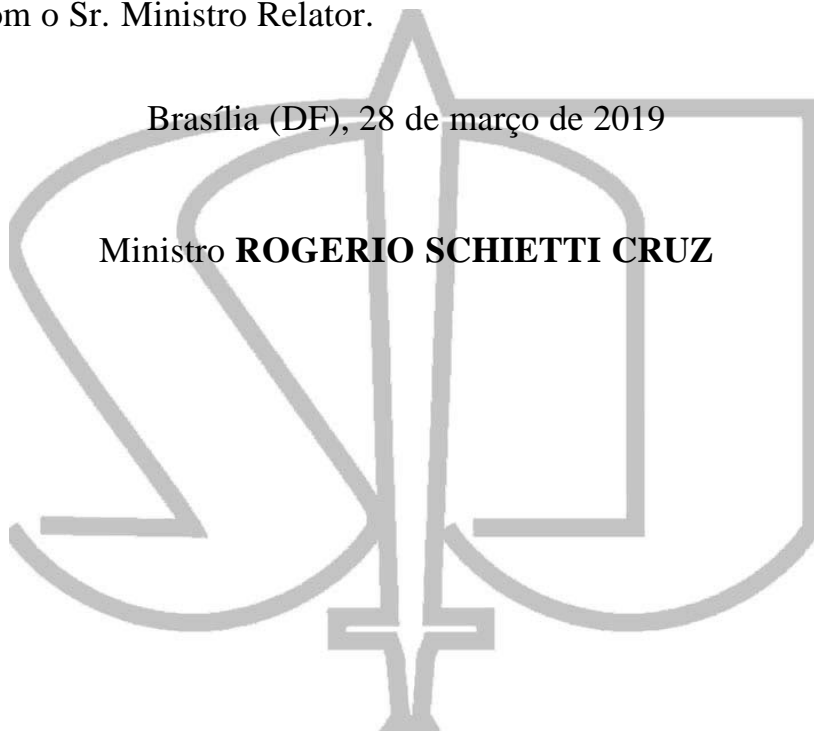 om o Sr. Ministro Relator.
Brasília (DF), 28 de março de 2019
Ministro ROGERIO SCHIETTI CRUZ